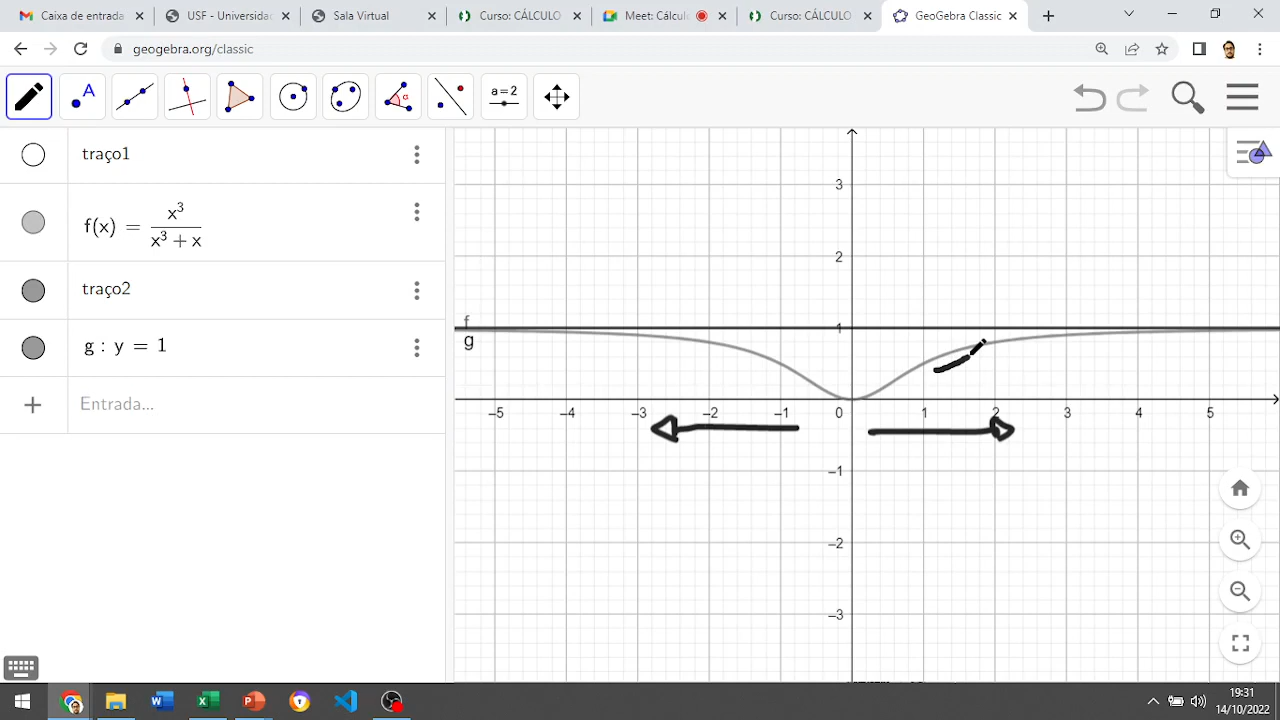 Caixa de entrada
USF - Universida
Sala Virtual
Curso: CÁLCULO
Meet: Cálculo
Curso: CÁLCULO
GeoGebra Classic
geogebra.org/classic
A
α
a=2
traço1
f(x) = x³ / (x³ + x)
traço2
g : y = 1
Entrada...
f
g
3
2
1
–5 –4 –3 –2 –1 0 1 2 3 4 5
–1
–2
–3
19:31
14/10/2022